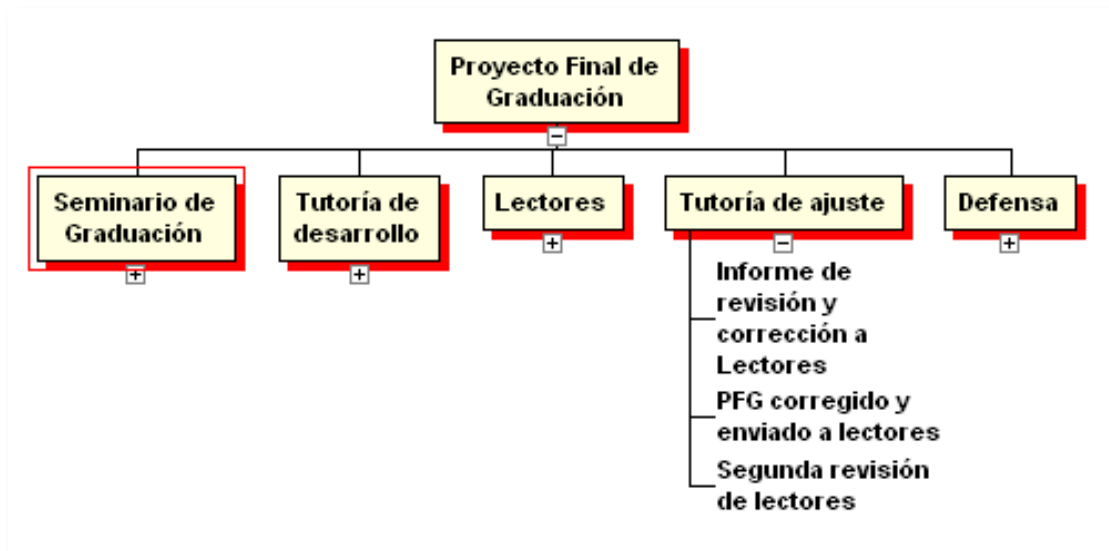 Proyecto Final de
Graduación
Seminario de
Graduación
Tutoría de
desarrollo
Lectores
Tutoría de ajuste
Defensa
Informe de
revisión y
corrección a
Lectores
PFG corregido y
enviado a lectores
Segunda revisión
de lectores